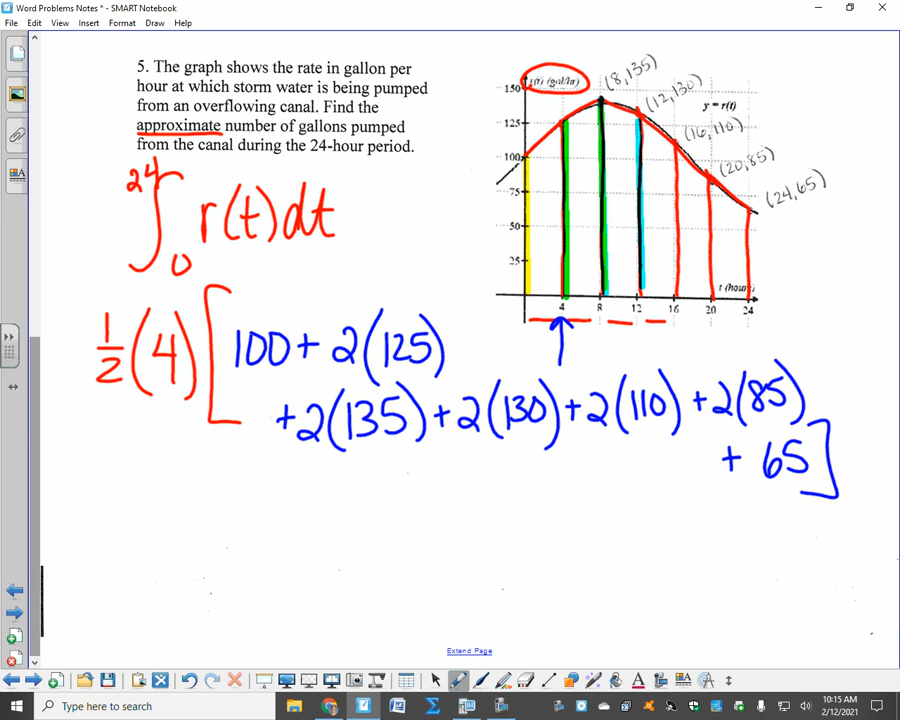 Word Problems Notes * - SMART Notebook
File Edit View Insert Format Tools Add-ons Draw Help
5. The graph shows the rate in gallon per
hour at which storm water is being pumped
from an overflowing canal. Find the
approximate number of gallons pumped
from the canal during the 24-hour period.
r(t) (gal/hr)
150
125
100
75
50
25
4 8 12 16 20 24
y = r(t)
(8,135)
(12,130)
(16,110)
(20,85)
(24,65)
∫₀²⁴ r(t)dt
1/2 (4) [ 100 + 2(125)
+2(135) + 2(130) + 2(110) + 2(85)
+ 65 ]
Extend Page
Type here to search
10:15 AM
2/12/2021